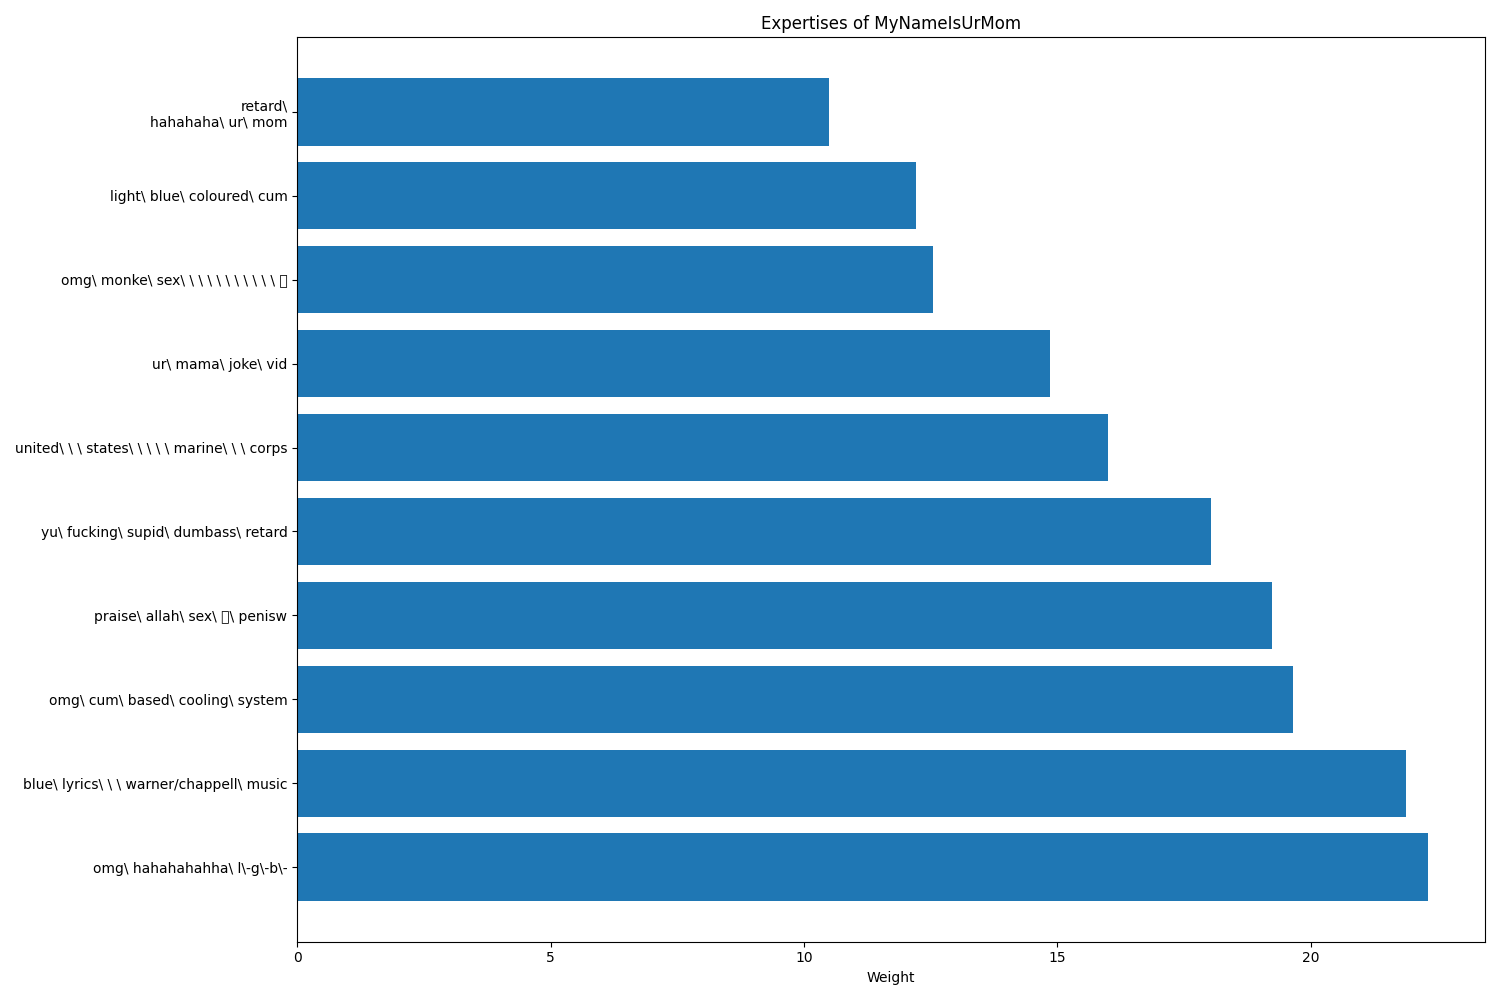 Expertises of MyNameIsUrMom
retard\
hahahaha\ ur\ mom
light\ blue\ coloured\ cum
omg\ monke\ sex\ \ \ \ \ \ \ \ \ \ \ 
ur\ mama\ joke\ vid
united\ \ \ states\ \ \ \ \ marine\ \ \ corps
yu\ fucking\ supid\ dumbass\ retard
praise\ allah\ sex\ \ penisw
omg\ cum\ based\ cooling\ system
blue\ lyrics\ \ \ warner/chappell\ music
omg\ hahahahahha\ l\-g\-b\-
0 5 10 15 20
Weight